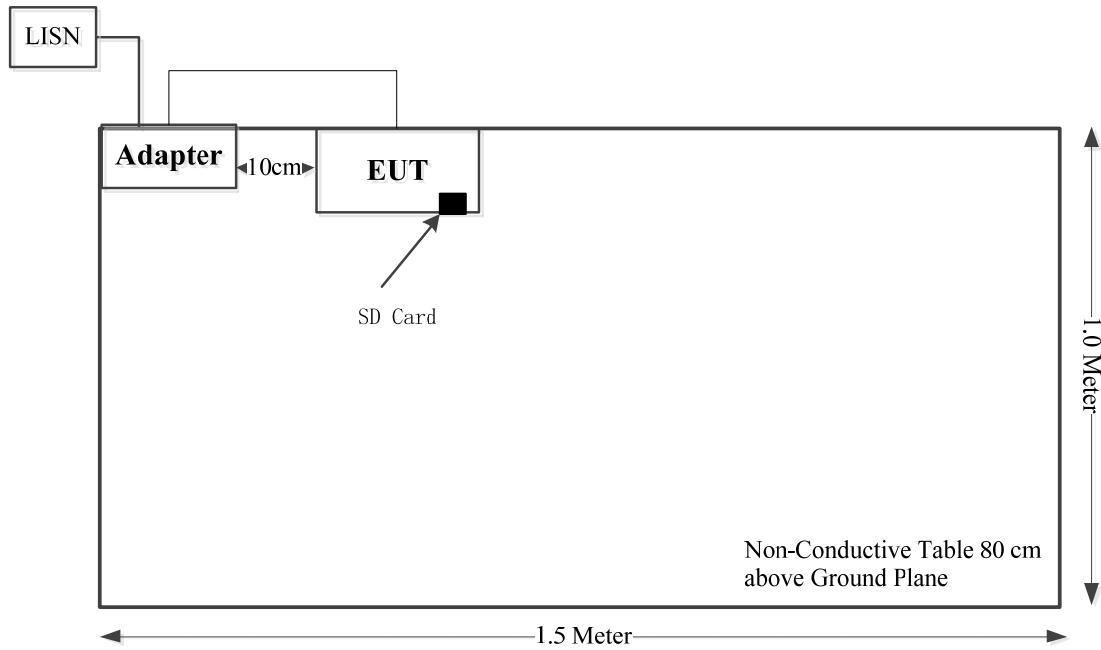 LISN
Adapter
10cm
EUT
SD Card
1.0 Meter
Non-Conductive Table 80 cm
above Ground Plane
1.5 Meter